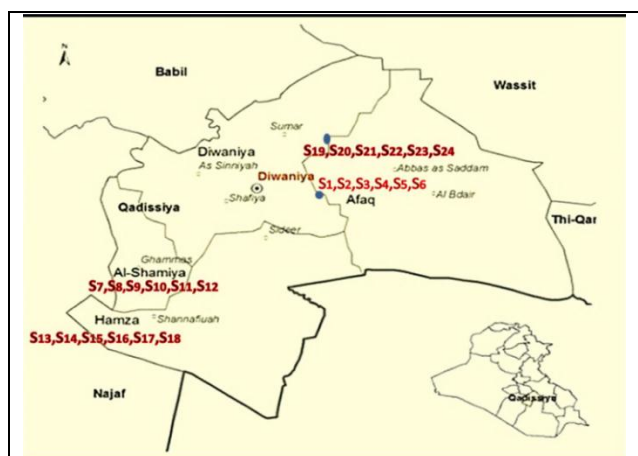 N
Babil
Wassit
Sumar
Diwaniya
S19,S20,S21,S22,S23,S24
As Sinniyah
Abbas as Saddam
Diwaniya
S1,S2,S3,S4,S5,S6
Al Bdair
Shafiya
Afaq
Qadissiya
Thi-Qar
Sideer
Ghammas
Al-Shamiya
S7,S8,S9,S10,S11,S12
Hamza
Shannafiuah
S13,S14,S15,S16,S17,S18
Najaf
Qadissiya